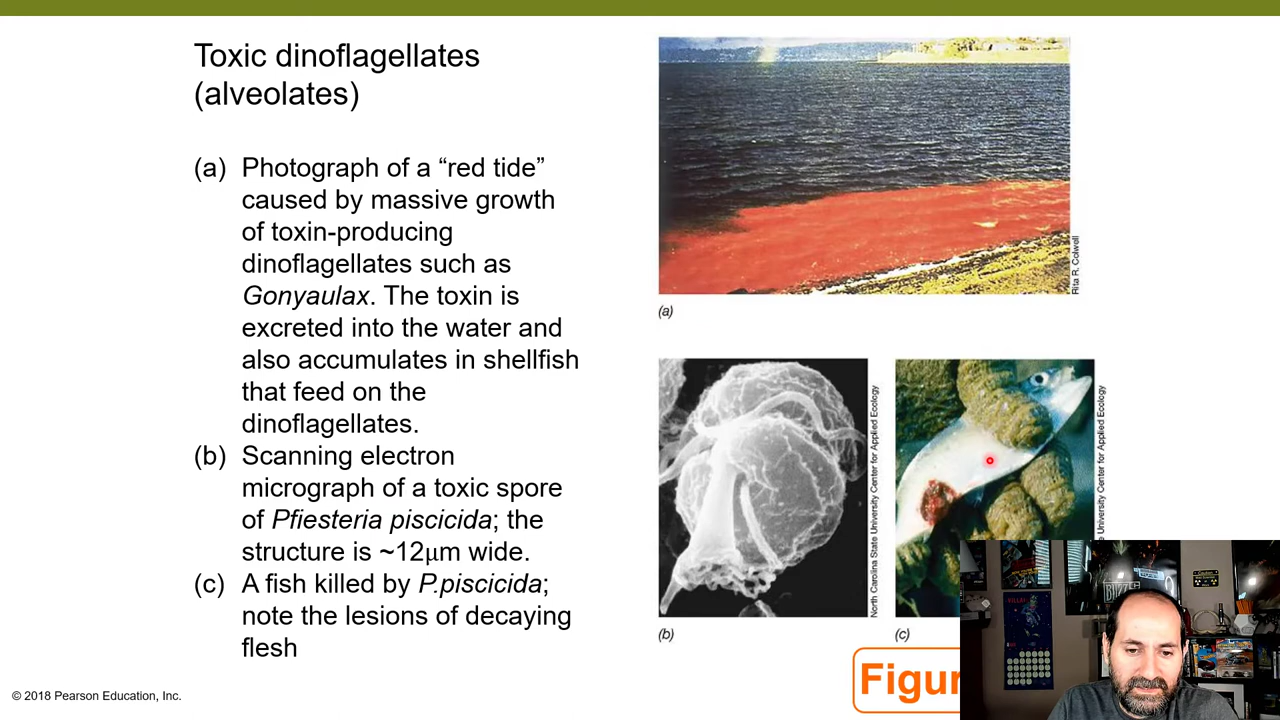 Toxic dinoflagellates
(alveolates)
(a) Photograph of a “red tide”
caused by massive growth
of toxin-producing
dinoflagellates such as
Gonyaulax. The toxin is
excreted into the water and
also accumulates in shellfish
that feed on the
dinoflagellates.
(b) Scanning electron
micrograph of a toxic spore
of Pfiesteria piscicida; the
structure is ~12μm wide.
(c) A fish killed by P.piscicida;
note the lesions of decaying
flesh
Rita R. Colwell
(a)
North Carolina State University Center for Applied Ecology
(b)
University Center for Applied Ecology
(c)
Figur
© 2018 Pearson Education, Inc.